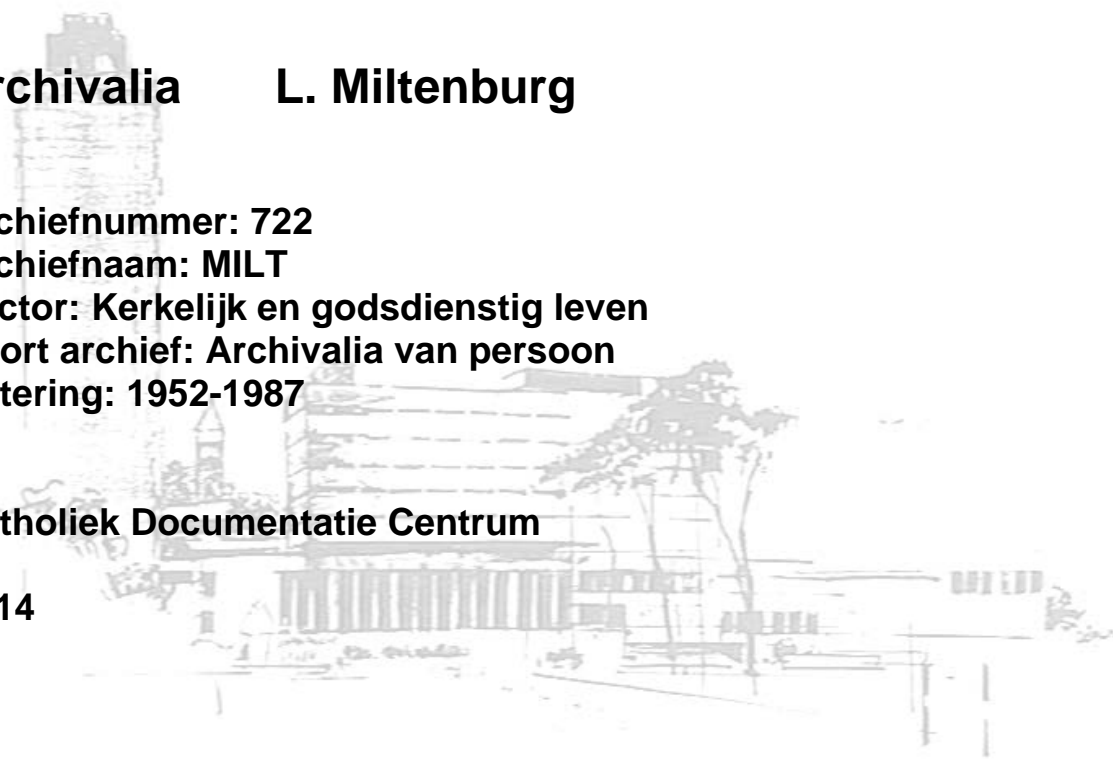 rchivalia L. Miltenburg
chiefnummer: 722
chiefnaam: MILT
ctor: Kerkelijk en godsdienstig leven
ort archief: Archivalia van persoon
tering: 1952-1987
tholiek Documentatie Centrum
14